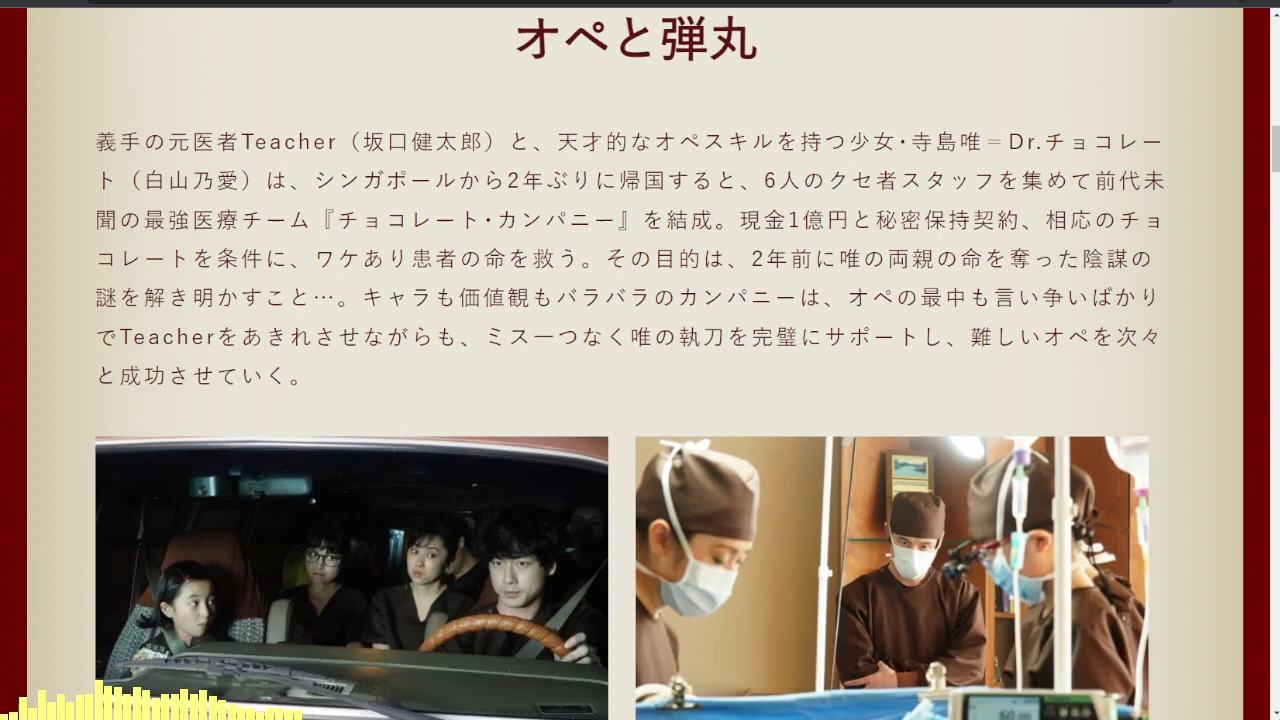 オペと弾丸
義手の元医者Teacher（坂口健太郎）と、天才的なオペスキルを持つ少女･寺島唯＝Dr.チョコレー
ト（白山乃愛）は、シンガポールから2年ぶりに帰国すると、6人のクセ者スタッフを集めて前代未
聞の最強医療チーム『チョコレート･カンパニー』を結成。現金1億円と秘密保持契約、相応のチョ
コレートを条件に、ワケあり患者の命を救う。その目的は、2年前に唯の両親の命を奪った陰謀の
謎を解き明かすこと…。キャラも価値観もバラバラのカンパニーは、オペの最中も言い争いばかり
でTeacherをあきれさせながらも、ミス一つなく唯の執刀を完璧にサポートし、難しいオペを次々
と成功させていく。